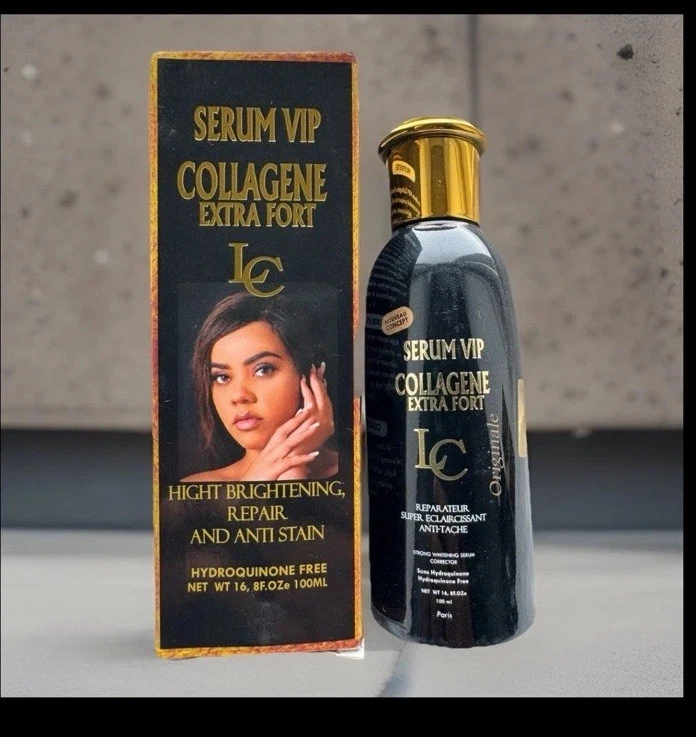 SERUM VIP
COLLAGENE
EXTRA FORT
LC
HIGHT BRIGHTENING,
REPAIR
AND ANTI STAIN
HYDROQUINONE FREE
NET WT 16, 8F.OZe 100ML
NOUVEAU
CONCEPT
SERUM VIP
COLLAGENE
EXTRA FORT
LC
Originale
REPARATEUR
SUPER ECLAIRCISSANT
ANTI-TACHE
STRONG WHITENING SERUM
CORRECTOR
Sans Hydroquinone
Hydroquinone Free
NET WT 16, 8F.OZe
100 ml
Paris